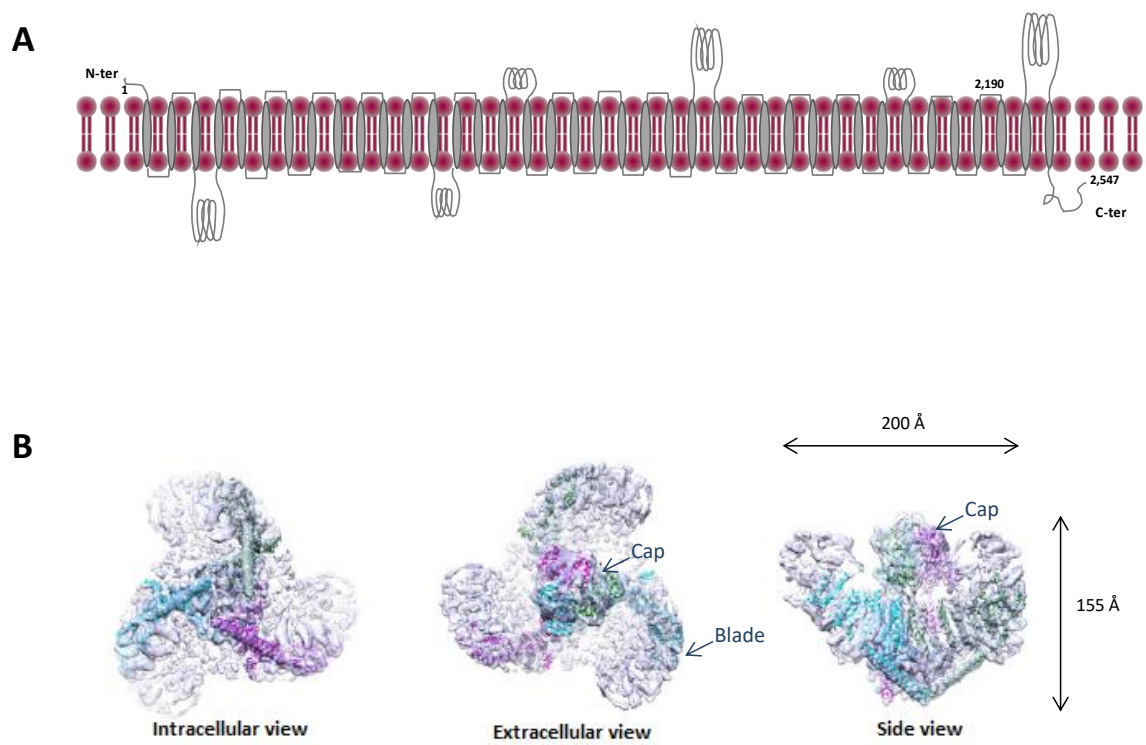 A
N-ter
1
2,190
2,547
C-ter
B
200 Å
Cap
Cap
155 Å
Blade
Intracellular view
Extracellular view
Side view